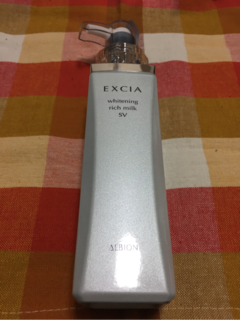 EXCIA
whitening
rich milk
SV
ALBION